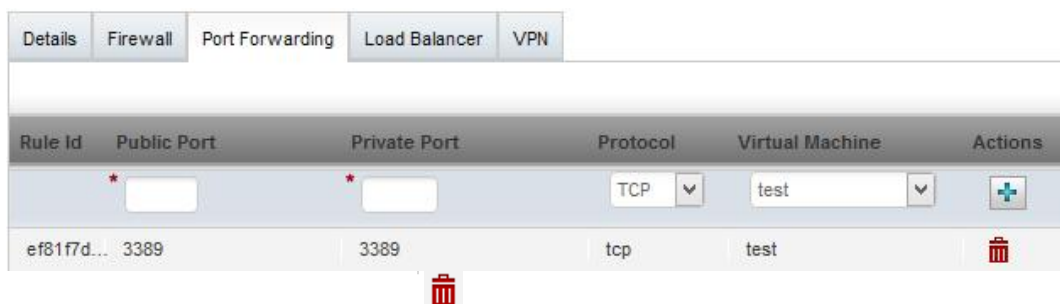 Details Firewall Port Forwarding Load Balancer VPN
Rule Id Public Port Private Port Protocol Virtual Machine Actions
* * TCP test
ef81f7d... 3389 3389 tcp test